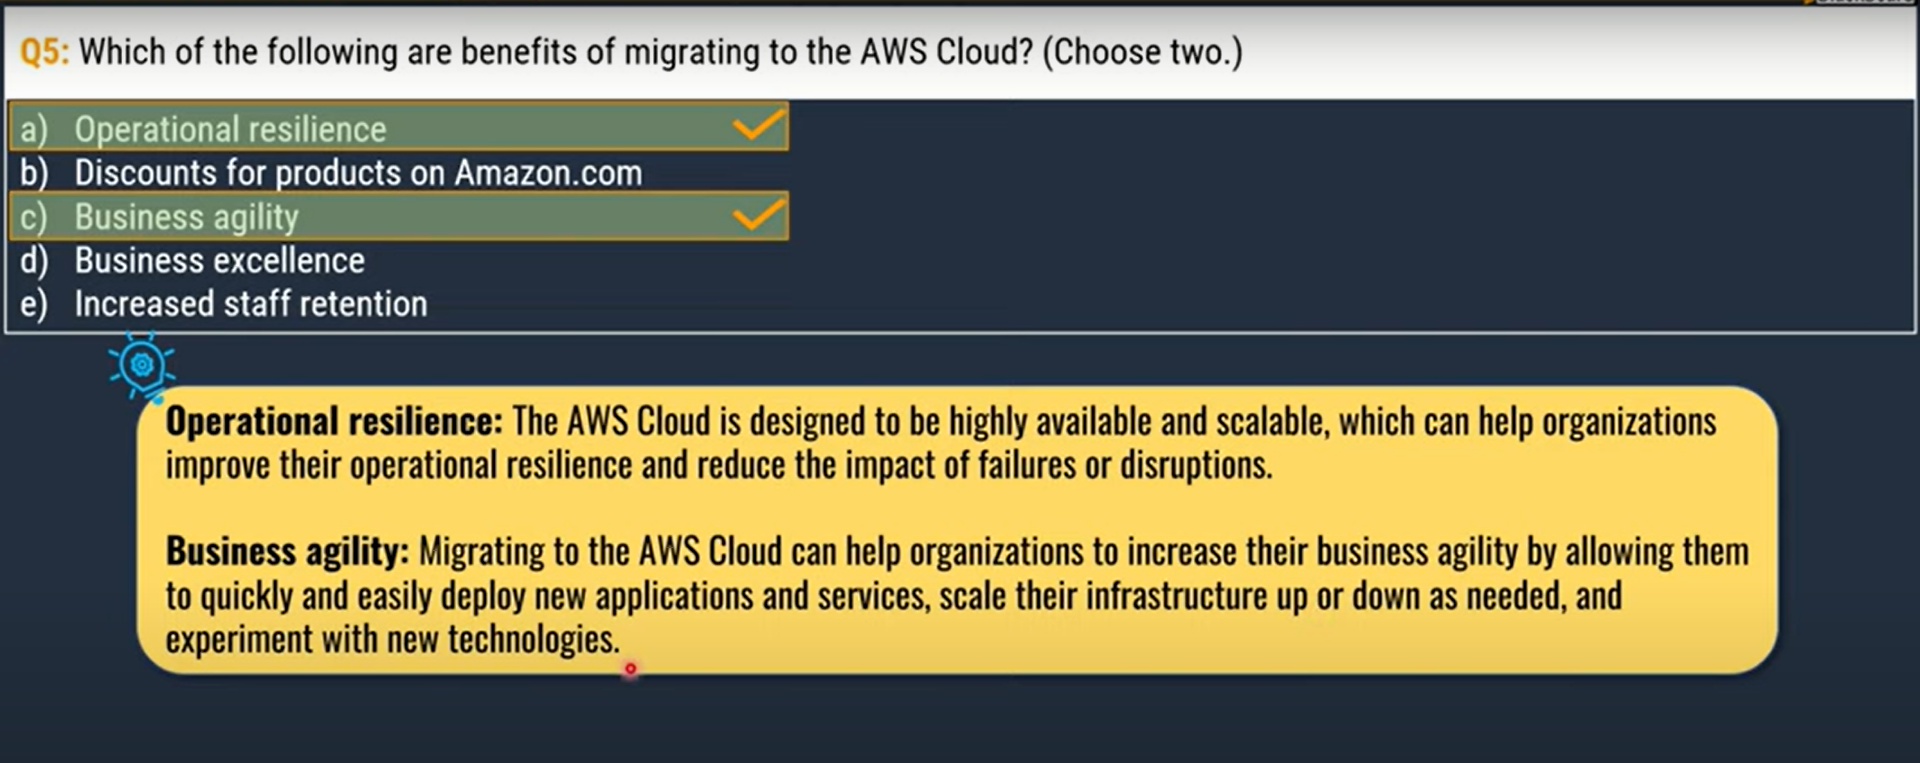 Q5: Which of the following are benefits of migrating to the AWS Cloud? (Choose two.)
a) Operational resilience
b) Discounts for products on Amazon.com
c) Business agility
d) Business excellence
e) Increased staff retention
Operational resilience: The AWS Cloud is designed to be highly available and scalable, which can help organizations
improve their operational resilience and reduce the impact of failures or disruptions.
Business agility: Migrating to the AWS Cloud can help organizations to increase their business agility by allowing them
to quickly and easily deploy new applications and services, scale their infrastructure up or down as needed, and
experiment with new technologies.